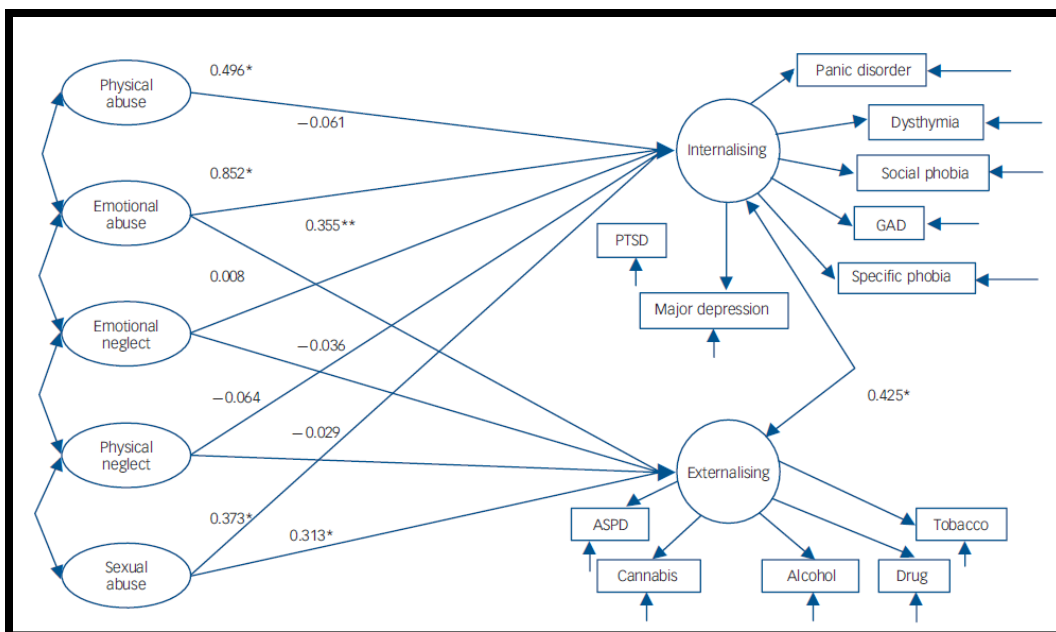 0.496*
Physical
abuse
−0.061
0.852*
Emotional
abuse
0.355**
0.008
Emotional
neglect
−0.036
−0.064
Physical
neglect
−0.029
0.373*
0.313*
Sexual
abuse
Internalising
Panic disorder
Dysthymia
Social phobia
GAD
Specific phobia
PTSD
Major depression
0.425*
Externalising
ASPD
Cannabis
Alcohol
Drug
Tobacco